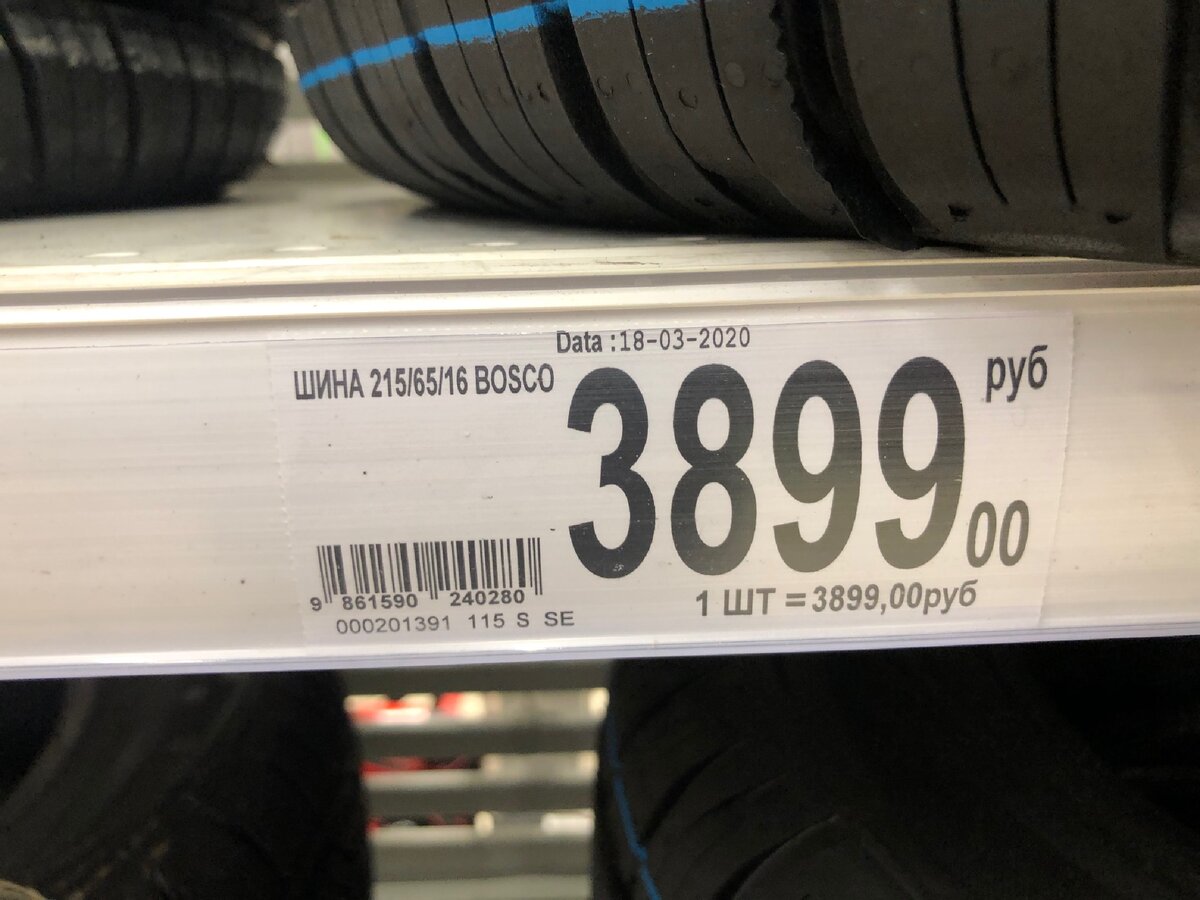 Data :18-03-2020
ШИНА 215/65/16 BOSCO
3899 00 руб
1 ШТ = 3899,00руб
9 861590 240280
000201391 115 S SE